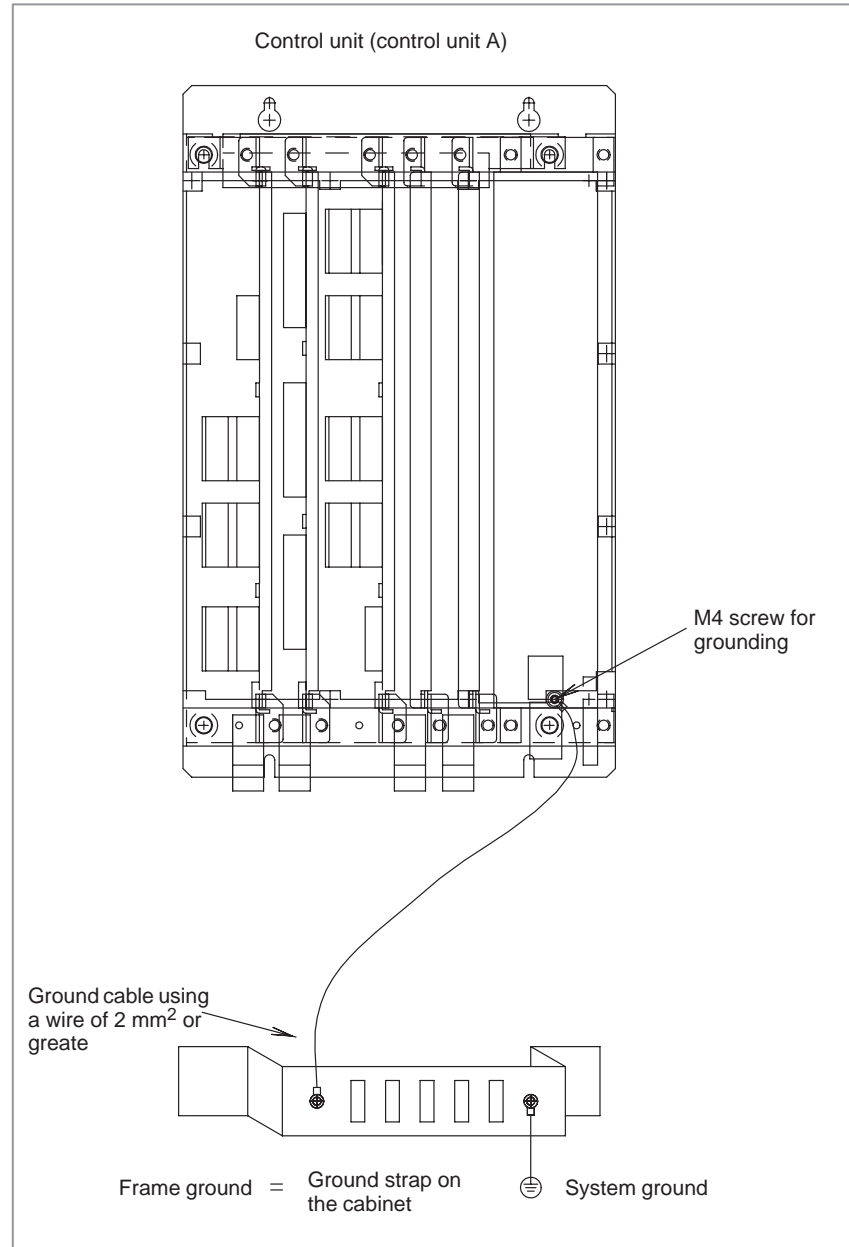 Control unit (control unit A)
M4 screw for
grounding
Ground cable using
a wire of 2 mm² or
greate
Frame ground = Ground strap on
the cabinet
System ground